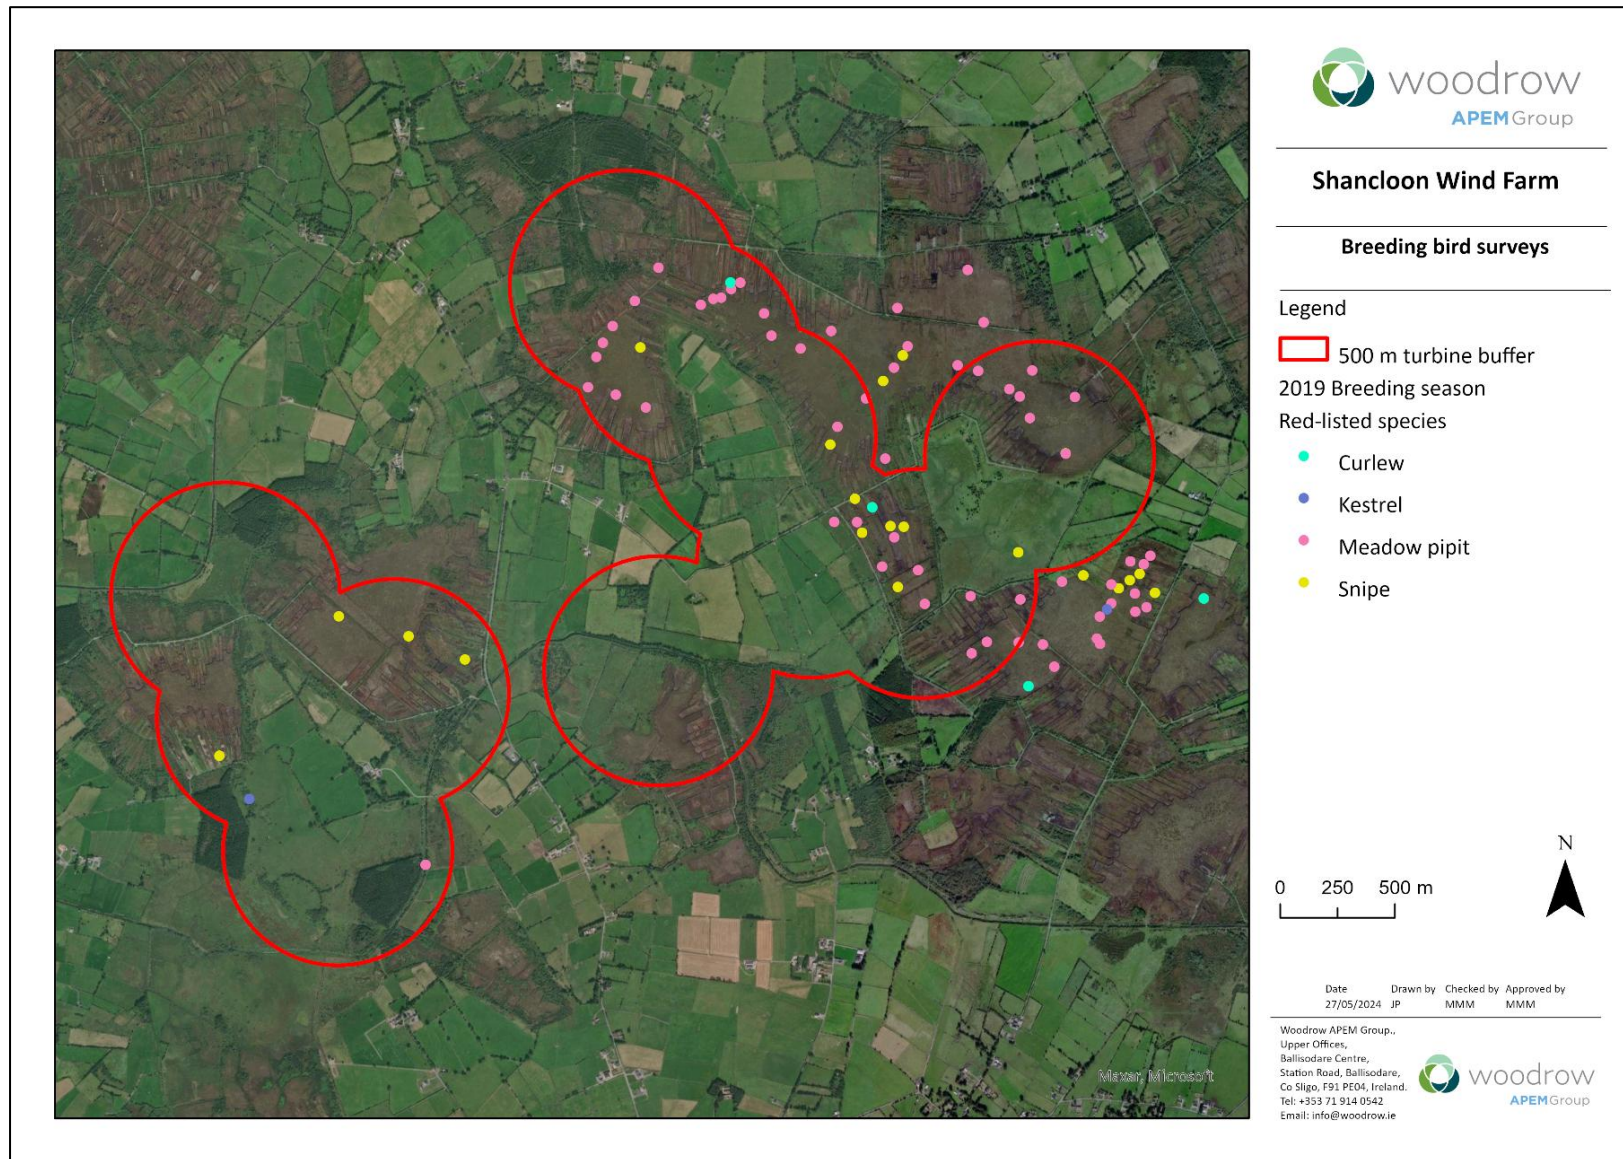 woodrow
APEM Group
Shancloon Wind Farm
Breeding bird surveys
Legend
500 m turbine buffer
2019 Breeding season
Red-listed species
Curlew
Kestrel
Meadow pipit
Snipe
N
0 250 500 m
Date Drawn by Checked by Approved by
27/05/2024 JP MMM MMM
Woodrow APEM Group.,
Upper Offices,
Ballisodare Centre,
Station Road, Ballisodare,
Co Sligo, F91 PE04, Ireland.
Tel: +353 71 914 0542
Email: info@woodrow.ie
woodrow
APEM Group
Maxar, Microsoft